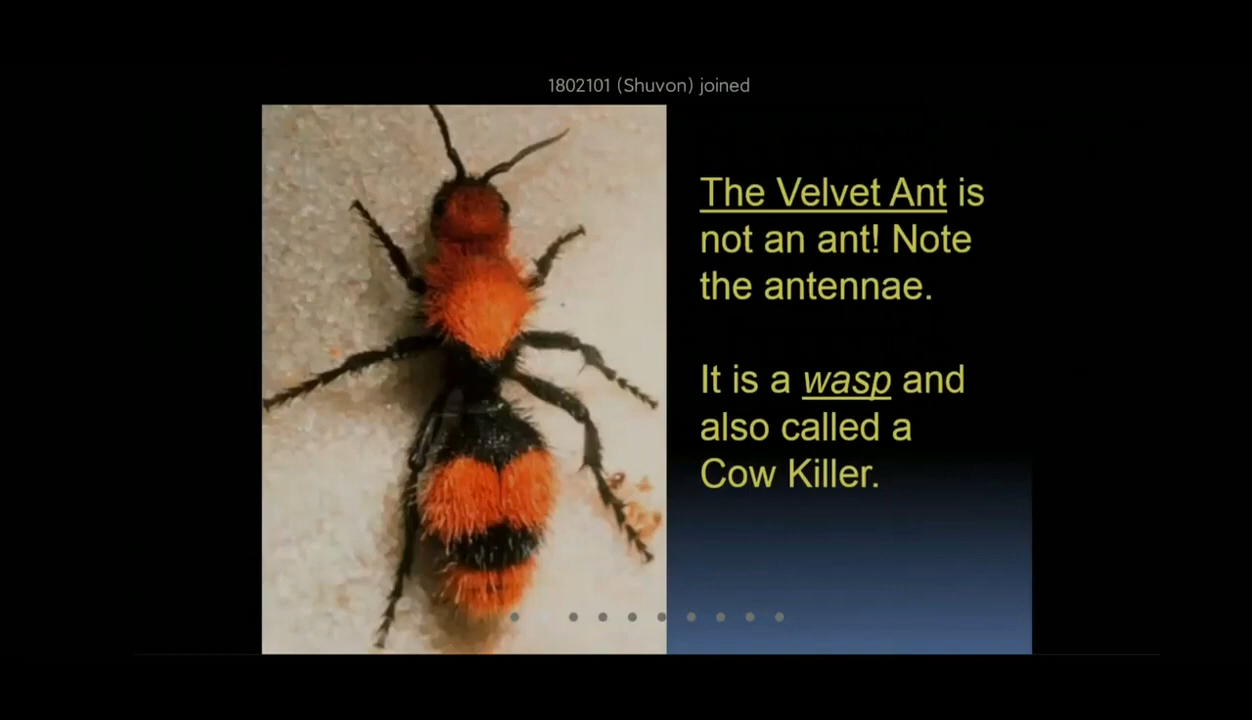 1802101 (Shuvon) joined
The Velvet Ant is
not an ant! Note
the antennae.
It is a wasp and
also called a
Cow Killer.